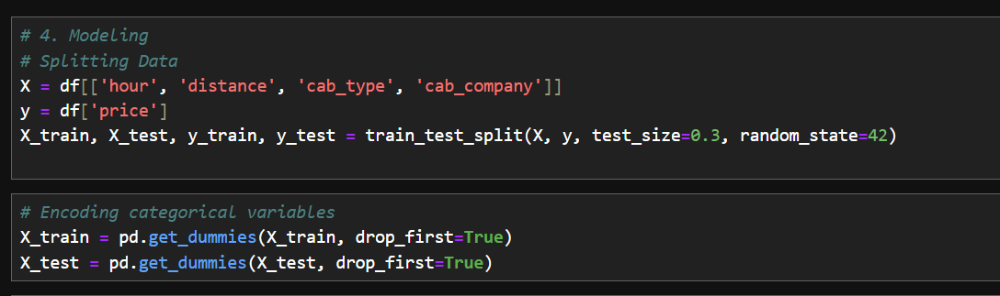 # 4. Modeling
# Splitting Data
X = df[['hour', 'distance', 'cab_type', 'cab_company']]
y = df['price']
X_train, X_test, y_train, y_test = train_test_split(X, y, test_size=0.3, random_state=42)
# Encoding categorical variables
X_train = pd.get_dummies(X_train, drop_first=True)
X_test = pd.get_dummies(X_test, drop_first=True)